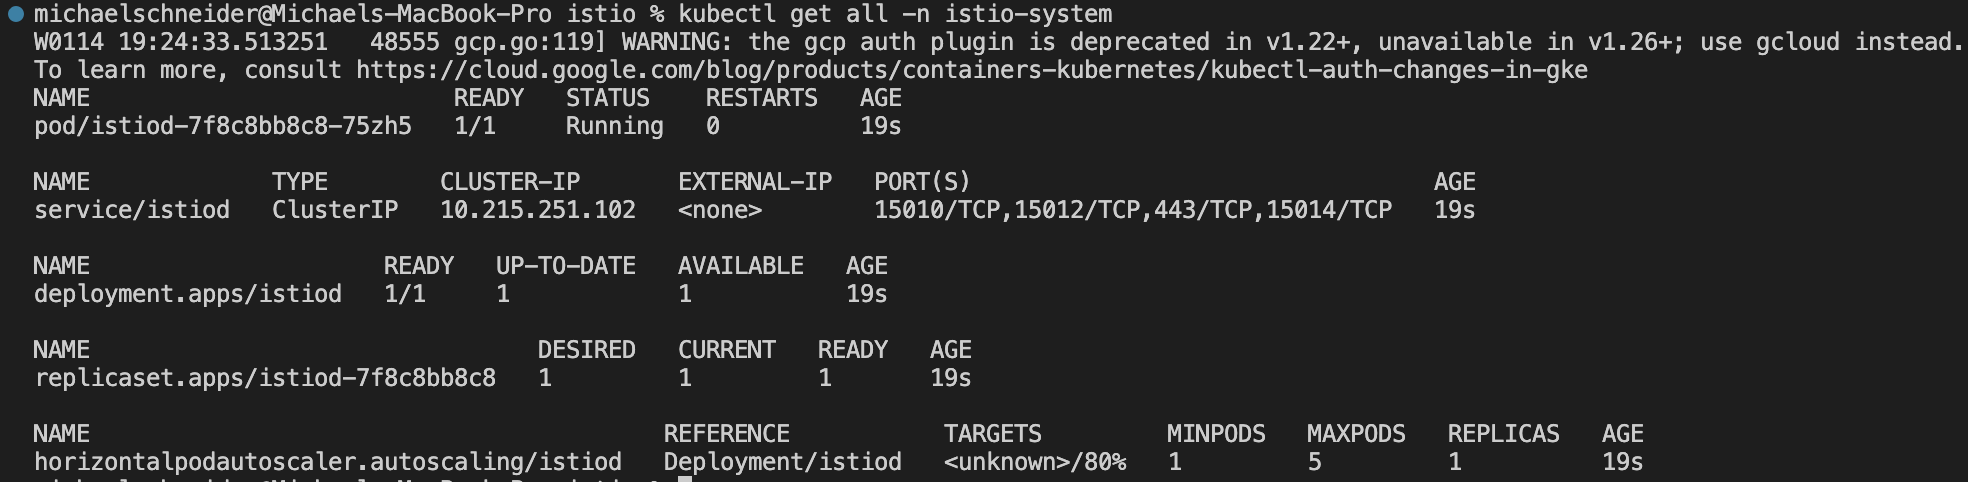 michaelschneider@Michaels-MacBook-Pro istio % kubectl get all -n istio-system
W0114 19:24:33.513251   48555 gcp.go:119] WARNING: the gcp auth plugin is deprecated in v1.22+, unavailable in v1.26+; use gcloud instead.
To learn more, consult https://cloud.google.com/blog/products/containers-kubernetes/kubectl-auth-changes-in-gke
NAME                          READY   STATUS    RESTARTS   AGE
pod/istiod-7f8c8bb8c8-75zh5   1/1     Running   0          19s

NAME             TYPE        CLUSTER-IP       EXTERNAL-IP   PORT(S)                                 AGE
service/istiod   ClusterIP   10.215.251.102   <none>        15010/TCP,15012/TCP,443/TCP,15014/TCP   19s

NAME                     READY   UP-TO-DATE   AVAILABLE   AGE
deployment.apps/istiod   1/1     1            1           19s

NAME                                DESIRED   CURRENT   READY   AGE
replicaset.apps/istiod-7f8c8bb8c8   1         1         1       19s

NAME                                         REFERENCE           TARGETS         MINPODS   MAXPODS   REPLICAS   AGE
horizontalpodautoscaler.autoscaling/istiod   Deployment/istiod   <unknown>/80%   1         5         1          19s